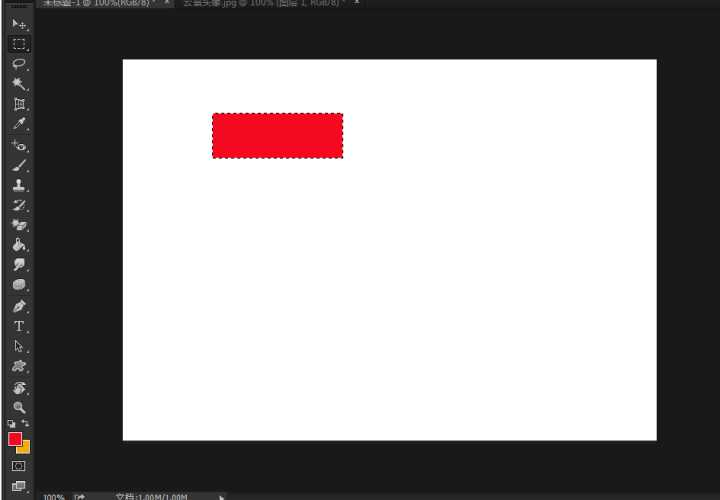 未标题-1 @ 100%(RGB/8) * × 云氧头像.jpg @ 100% (图层 1, RGB/8) * ×
T
100% 文档:1.00M/1.00M